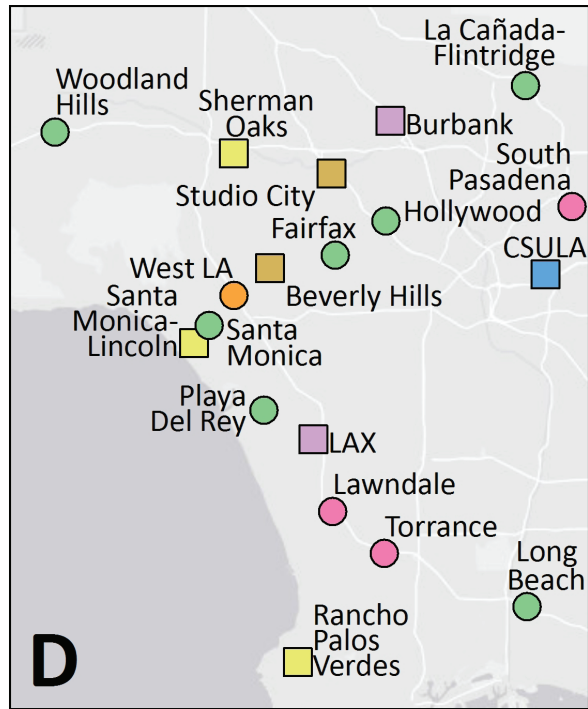 La Cañada-
Flintridge
Woodland
Hills
Sherman
Oaks
Burbank
South
Pasadena
Studio City
Hollywood
Fairfax
CSULA
West LA
Beverly Hills
Santa
Monica-
Lincoln
Santa
Monica
Playa
Del Rey
LAX
Lawndale
Torrance
Long
Beach
Rancho
Palos
Verdes
D